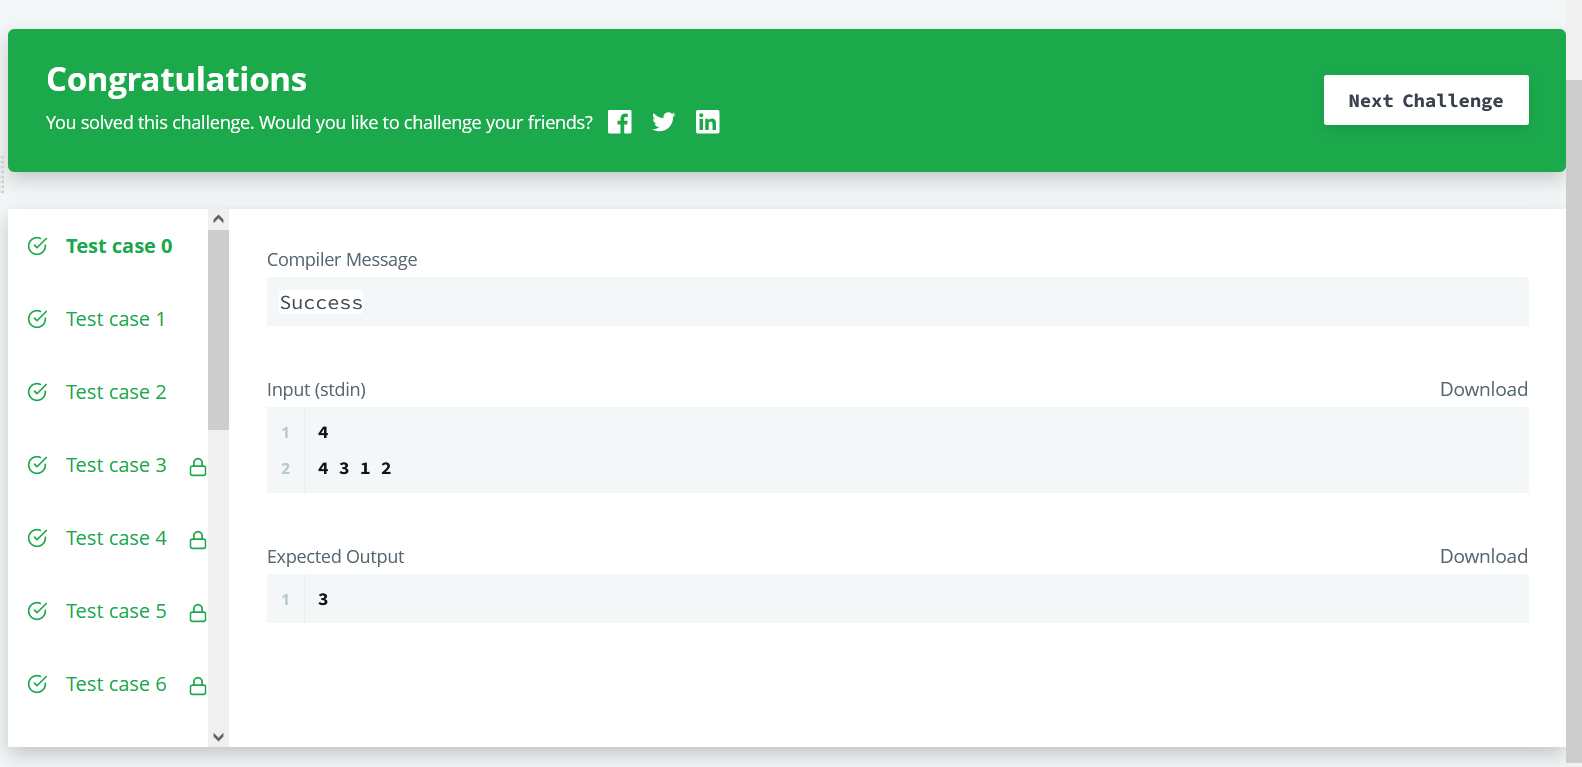 Congratulations
You solved this challenge. Would you like to challenge your friends?
Next Challenge
Test case 0
Test case 1
Test case 2
Test case 3
Test case 4
Test case 5
Test case 6
Compiler Message
Success
Input (stdin)
Download
1 4
2 4 3 1 2
Expected Output
Download
1 3